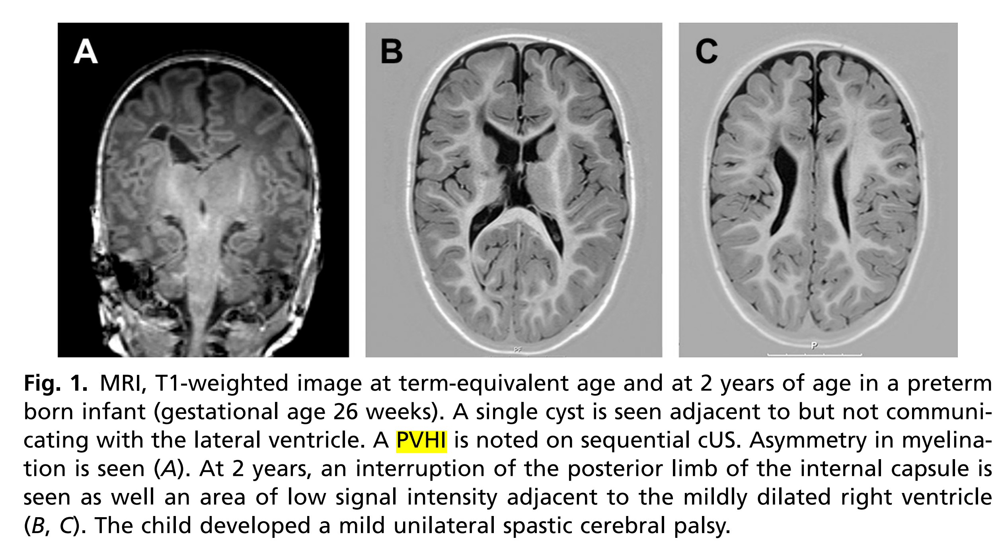 A
B
C
PF
P
Fig. 1. MRI, T1-weighted image at term-equivalent age and at 2 years of age in a preterm
born infant (gestational age 26 weeks). A single cyst is seen adjacent to but not communi-
cating with the lateral ventricle. A PVHI is noted on sequential cUS. Asymmetry in myelina-
tion is seen (A). At 2 years, an interruption of the posterior limb of the internal capsule is
seen as well an area of low signal intensity adjacent to the mildly dilated right ventricle
(B, C). The child developed a mild unilateral spastic cerebral palsy.